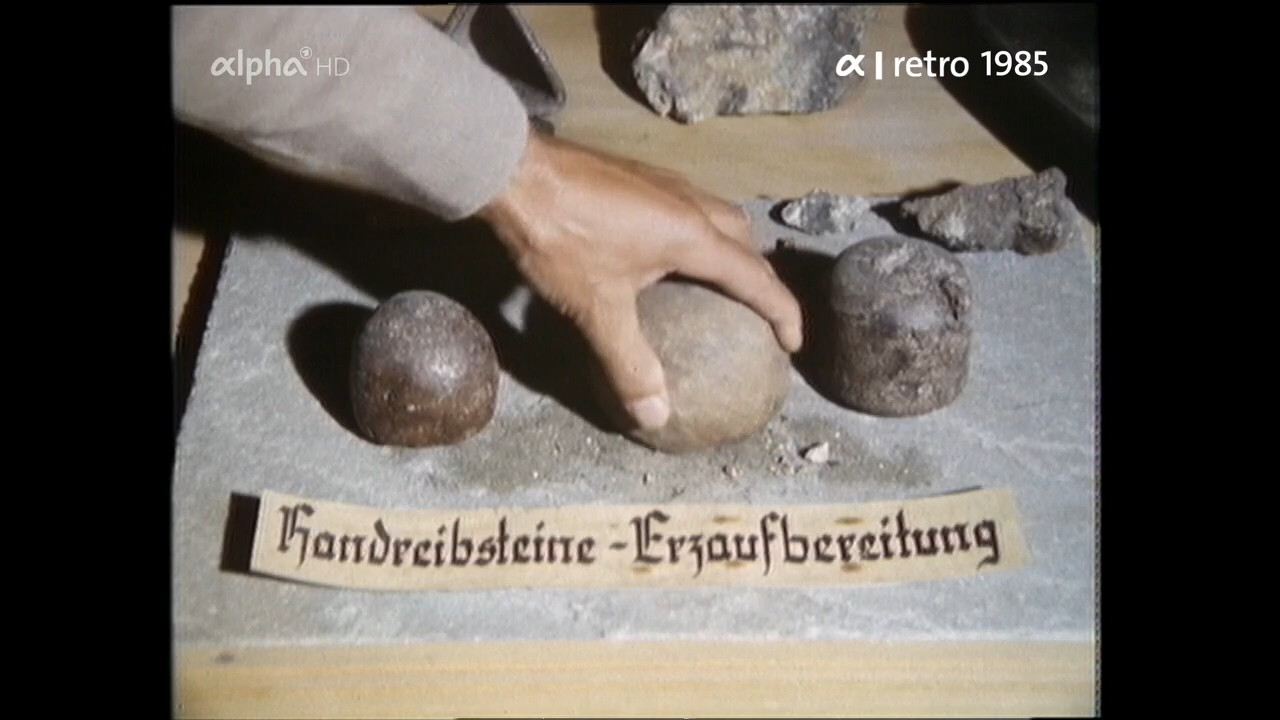 alpha HD
α | retro 1985
Handreibsteine - Erzaufbereitung